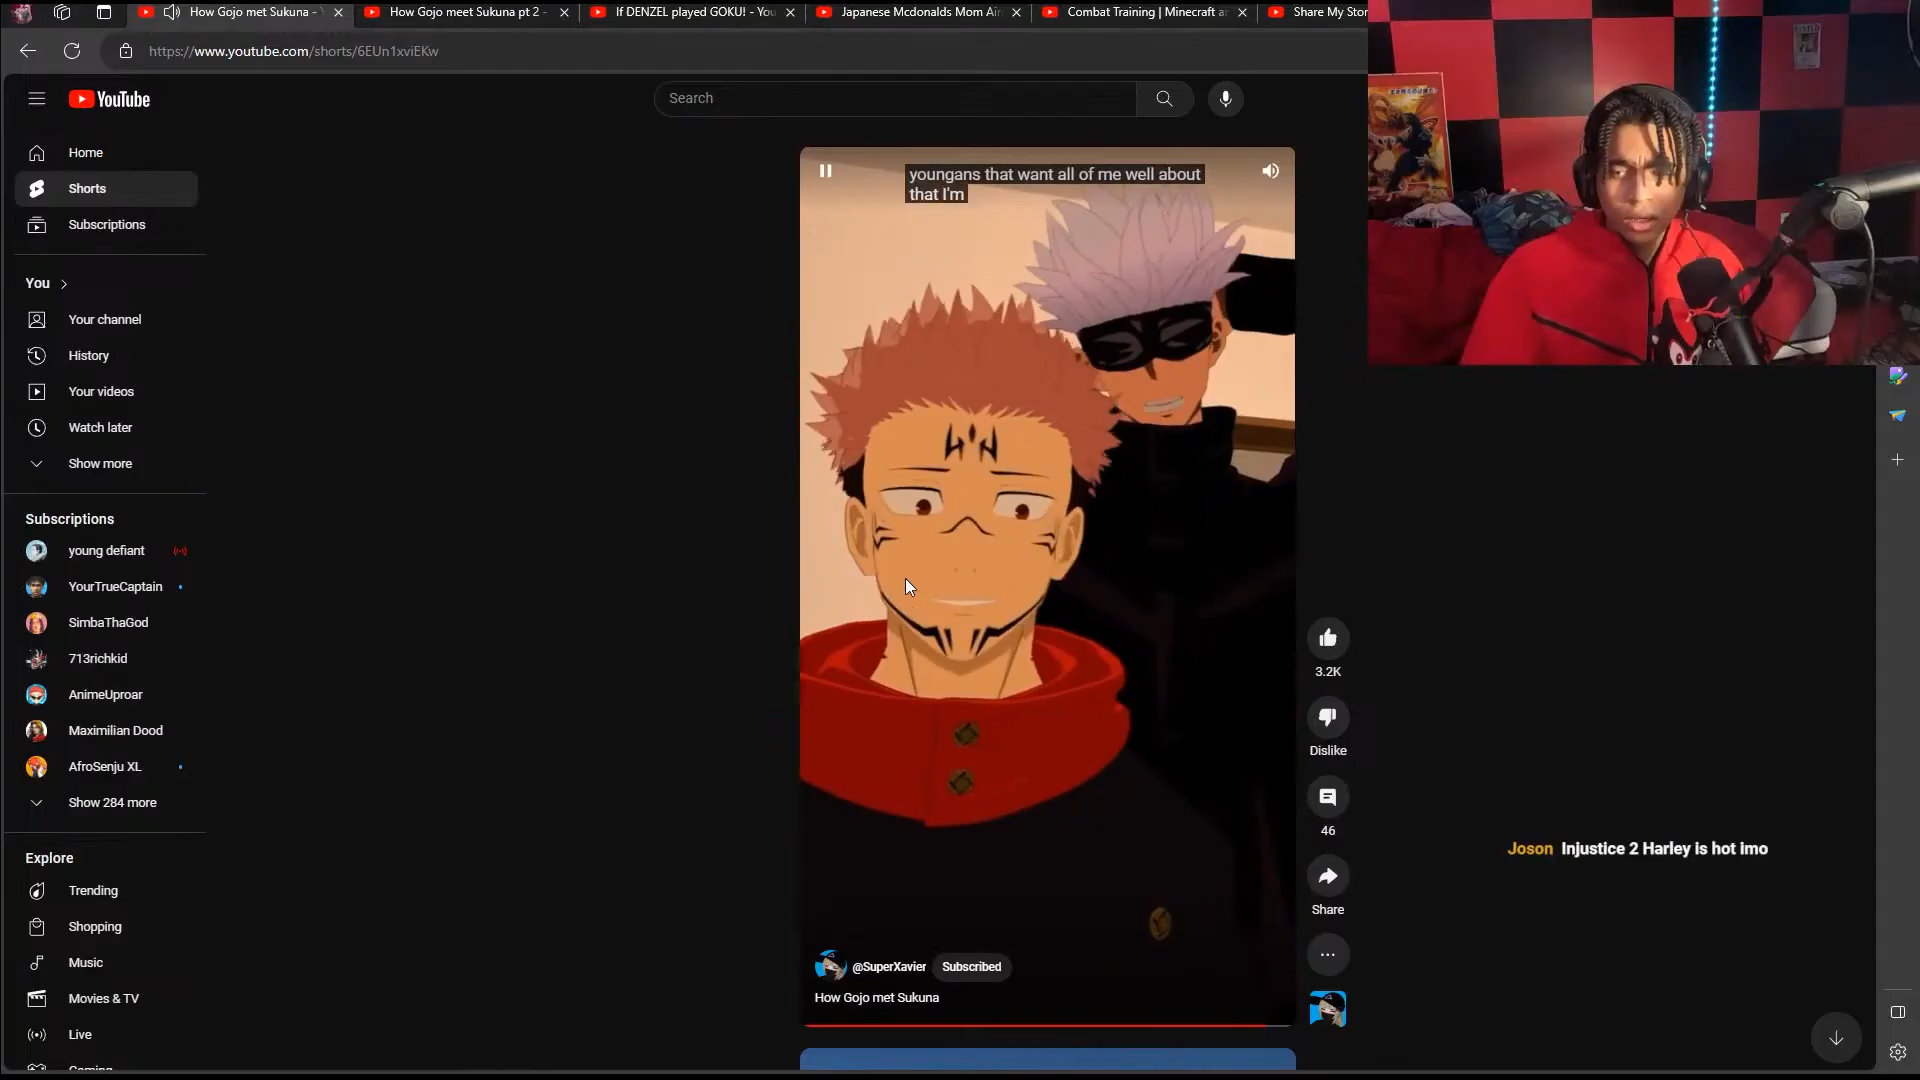 How Gojo met Sukuna -
How Gojo meet Sukuna pt 2 -
If DENZEL played GOKU! - You
Japanese Mcdonalds Mom Ain
Combat Training | Minecraft a
Share My Stor
https://www.youtube.com/shorts/6EUn1xviEKw
YouTube
Search
Home
Shorts
Subscriptions
You
Your channel
History
Your videos
Watch later
Show more
Subscriptions
young defiant
YourTrueCaptain
SimbaThaGod
713richkid
AnimeUproar
Maximilian Dood
AfroSenju XL
Show 284 more
Explore
Trending
Shopping
Music
Movies & TV
Live
Gaming
youngans that want all of me well about
that I'm
3.2K
Dislike
46
Share
@SuperXavier
Subscribed
How Gojo met Sukuna
Joson Injustice 2 Harley is hot imo